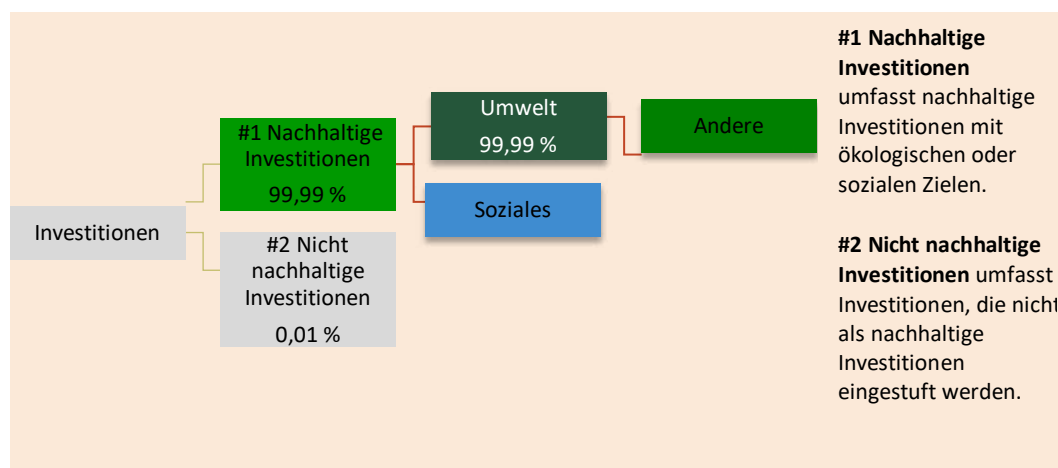 Investitionen
#1 Nachhaltige
Investitionen
99,99 %
#2 Nicht
nachhaltige
Investitionen
0,01 %
Umwelt
99,99 %
Soziales
Andere
#1 Nachhaltige
Investitionen
umfasst nachhaltige
Investitionen mit
ökologischen oder
sozialen Zielen.
#2 Nicht nachhaltige
Investitionen umfasst
Investitionen, die nicht
als nachhaltige
Investitionen
eingestuft werden.